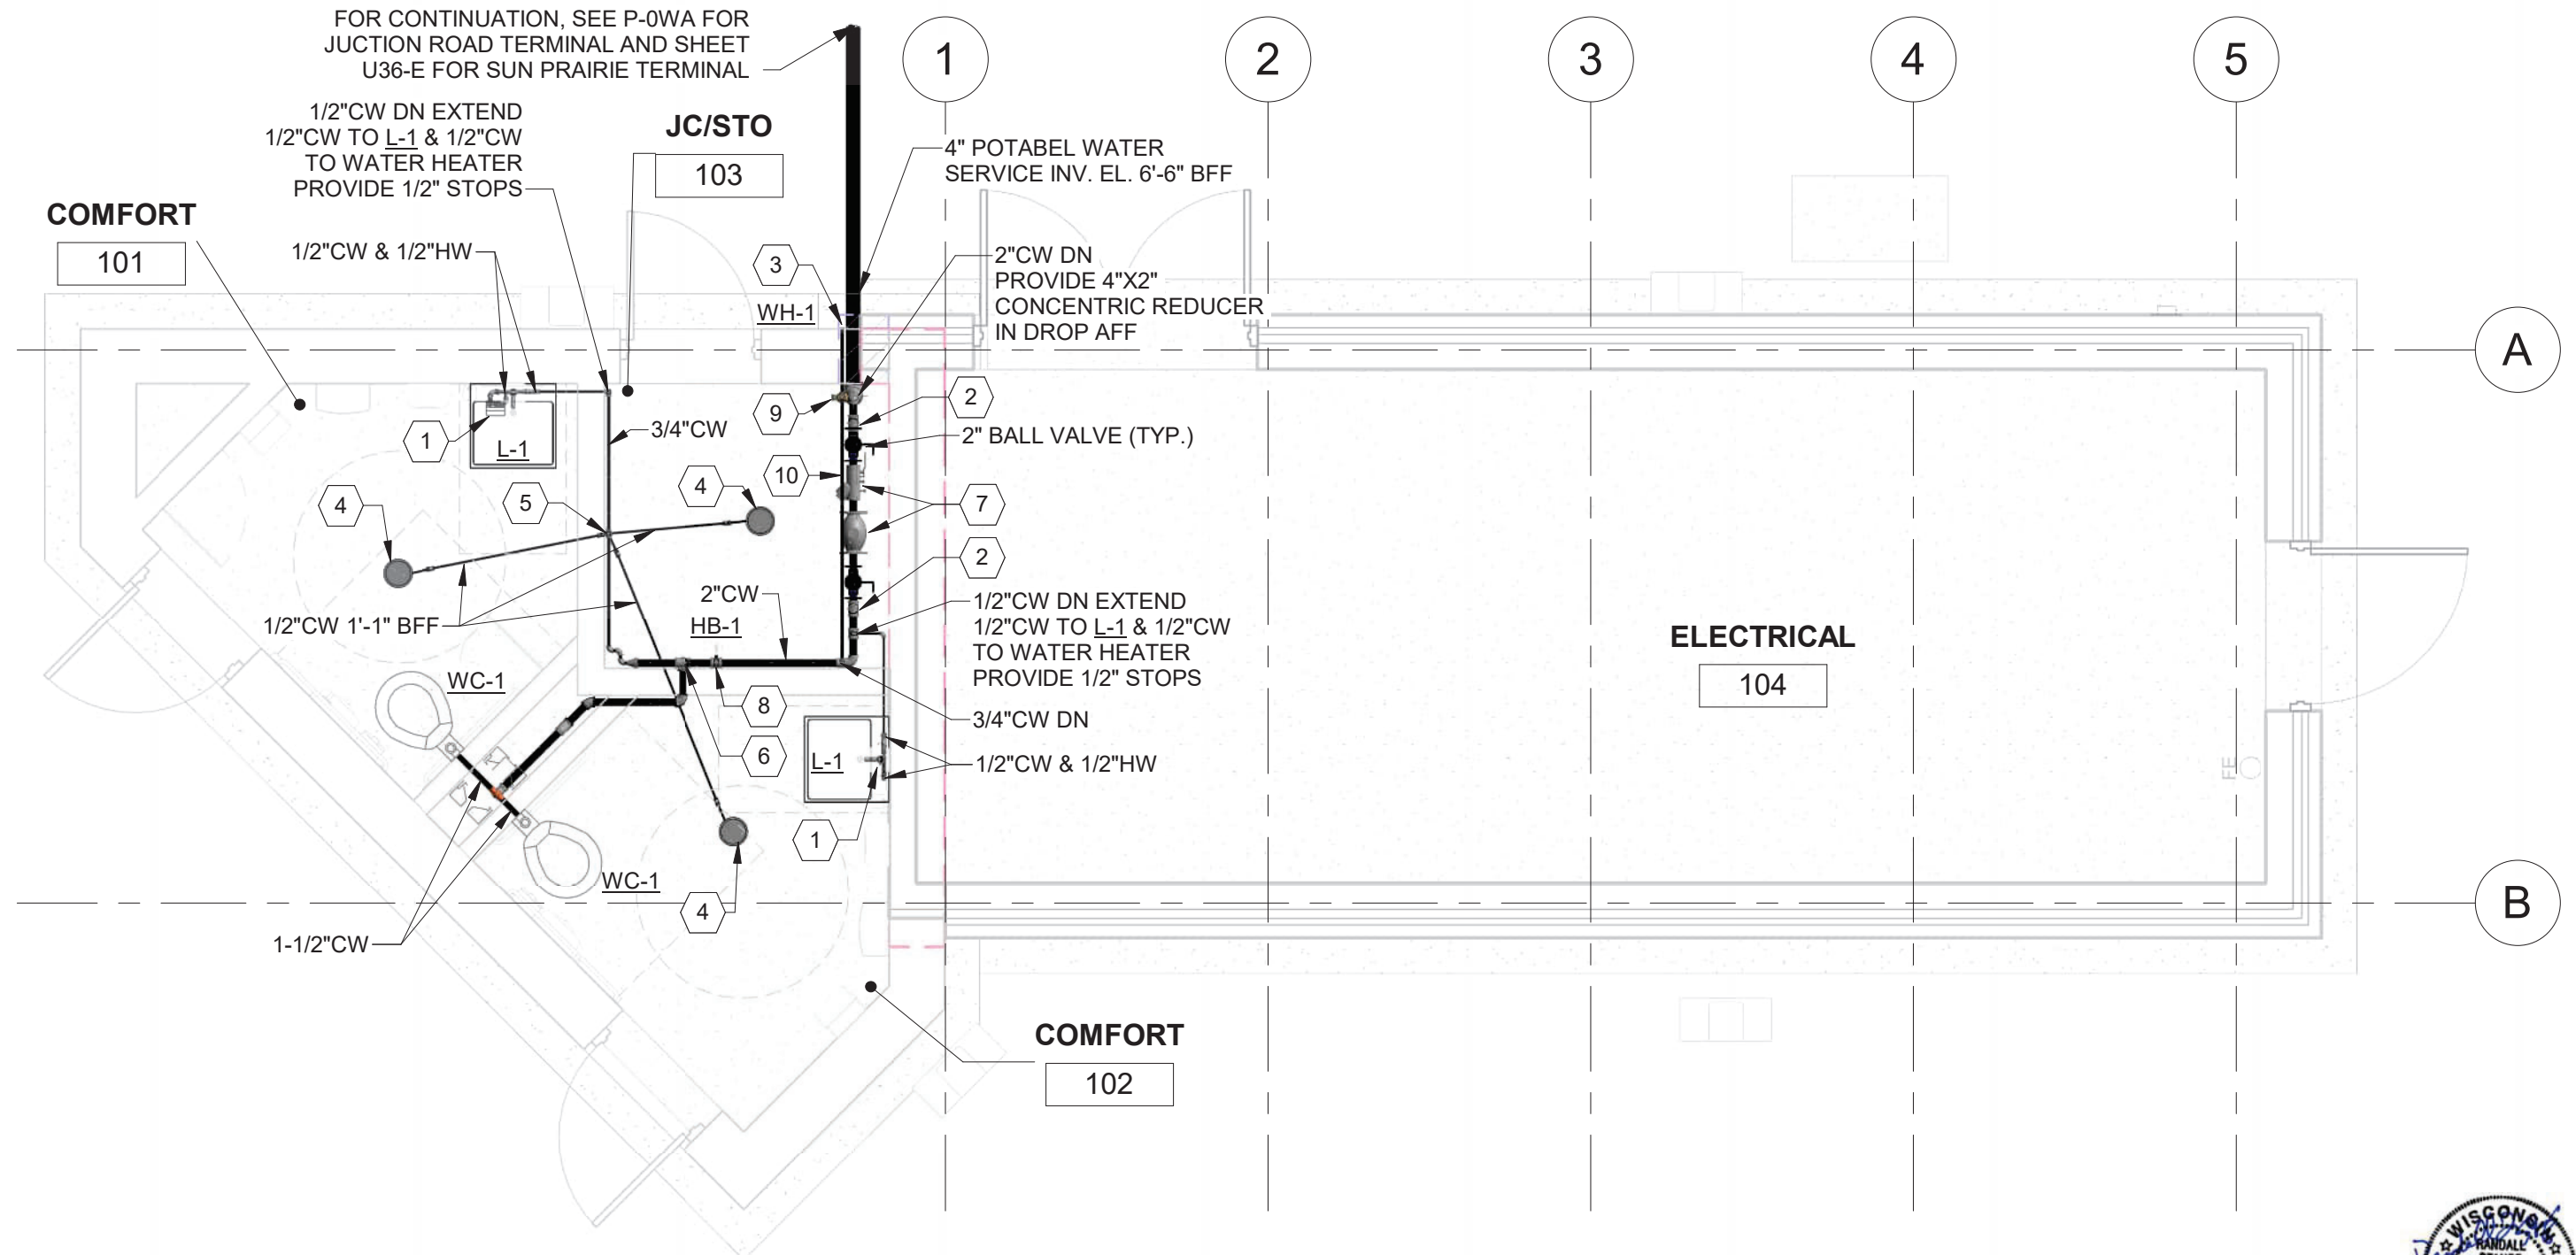 FOR CONTINUATION, SEE P-0WA FOR
JUCTION ROAD TERMINAL AND SHEET
U36-E FOR SUN PRAIRIE TERMINAL
1
2
3
4
5
1/2"CW DN EXTEND
1/2"CW TO L-1 & 1/2"CW
TO WATER HEATER
PROVIDE 1/2" STOPS
JC/STO
103
4" POTABEL WATER
SERVICE INV. EL. 6'-6" BFF
COMFORT
101
1/2"CW & 1/2"HW
3
WH-1
2"CW DN
PROVIDE 4"X2"
CONCENTRIC REDUCER
IN DROP AFF
A
9
2
1
L-1
3/4"CW
2" BALL VALVE (TYP.)
10
4
4
5
7
2
1/2"CW 1'-1" BFF
2"CW
HB-1
1/2"CW DN EXTEND
1/2"CW TO L-1 & 1/2"CW
TO WATER HEATER
PROVIDE 1/2" STOPS
ELECTRICAL
104
WC-1
8
3/4"CW DN
6
L-1
1/2"CW & 1/2"HW
FE
1
WC-1
4
B
1-1/2"CW
COMFORT
102
WISCONSIN
RANDALL